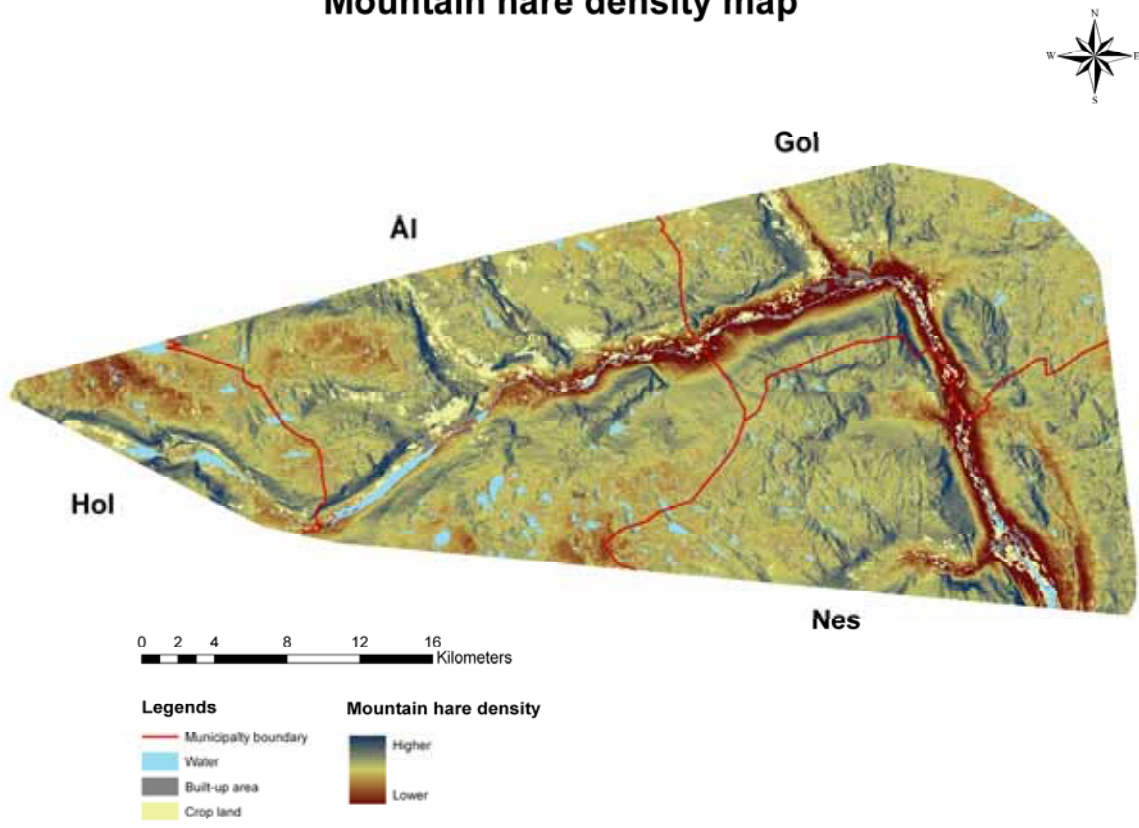 Mountain hare density map
N
W E
S
Gol
Ål
Hol
Nes
0 2 4 8 12 16
Kilometers
Legends
Municipalty boundary
Water
Built-up area
Crop land
Mountain hare density
Higher
Lower